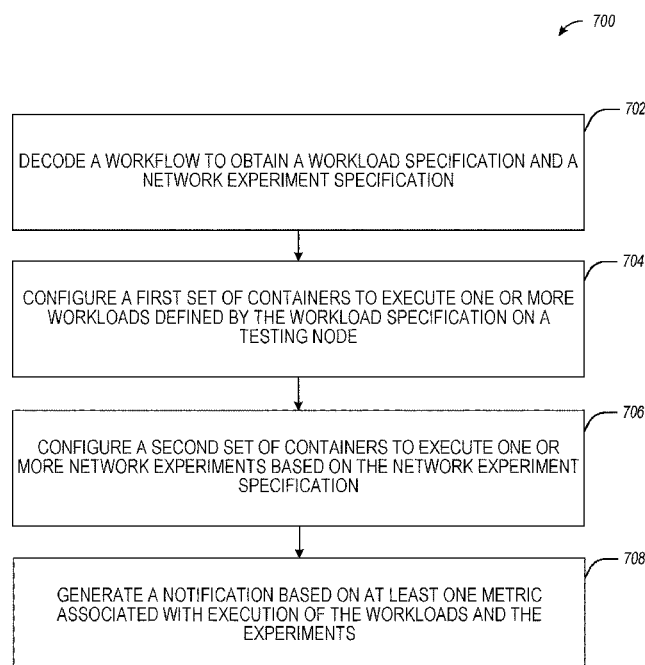 700
702
DECODE A WORKFLOW TO OBTAIN A WORKLOAD SPECIFICATION AND A
NETWORK EXPERIMENT SPECIFICATION
704
CONFIGURE A FIRST SET OF CONTAINERS TO EXECUTE ONE OR MORE
WORKLOADS DEFINED BY THE WORKLOAD SPECIFICATION ON A
TESTING NODE
706
CONFIGURE A SECOND SET OF CONTAINERS TO EXECUTE ONE OR
MORE NETWORK EXPERIMENTS BASED ON THE NETWORK EXPERIMENT
SPECIFICATION
708
GENERATE A NOTIFICATION BASED ON AT LEAST ONE METRIC
ASSOCIATED WITH EXECUTION OF THE WORKLOADS AND THE
EXPERIMENTS